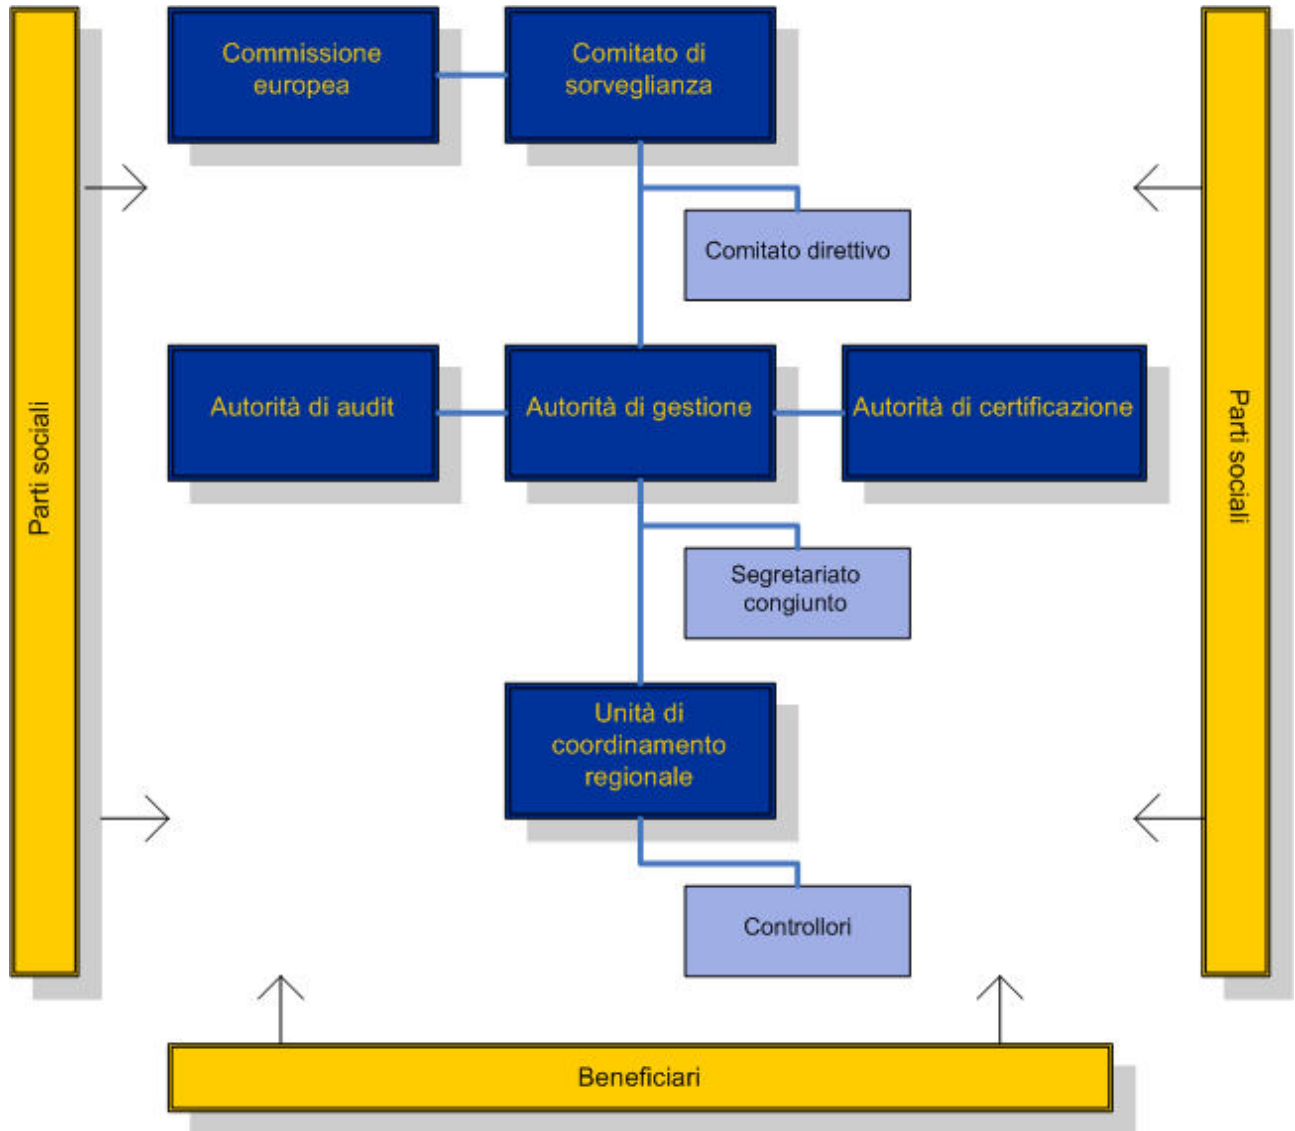 Commissione
europea
Comitato di
sorveglianza
Comitato direttivo
Parti sociali
Autorità di audit
Autorità di gestione
Autorità di certificazione
Parti sociali
Segretariato
congiunto
Unità di
coordinamento
regionale
Controllori
Beneficiari